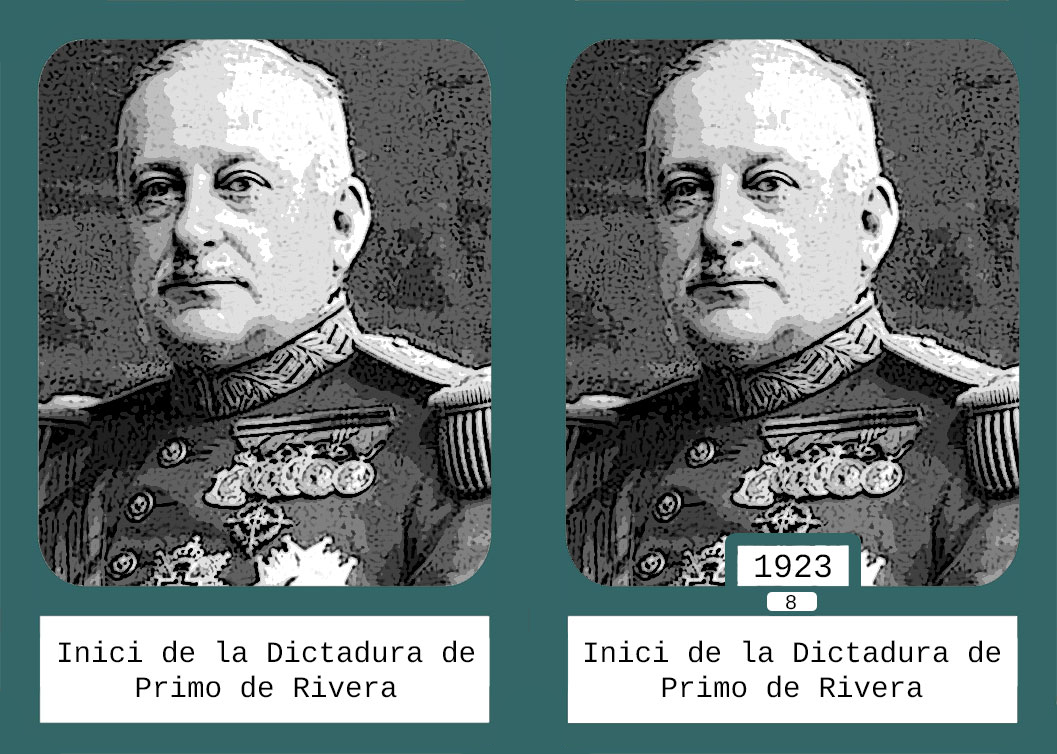 Inici de la Dictadura de
Primo de Rivera
1923
8
Inici de la Dictadura de
Primo de Rivera